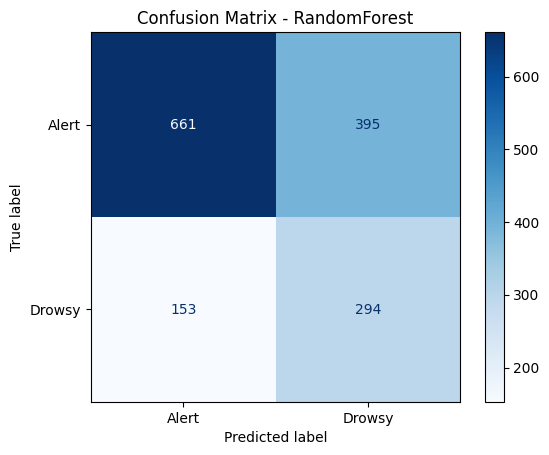 Confusion Matrix - RandomForest
True label
Alert
661
395
Drowsy
153
294
Alert
Drowsy
Predicted label
600
500
400
300
200